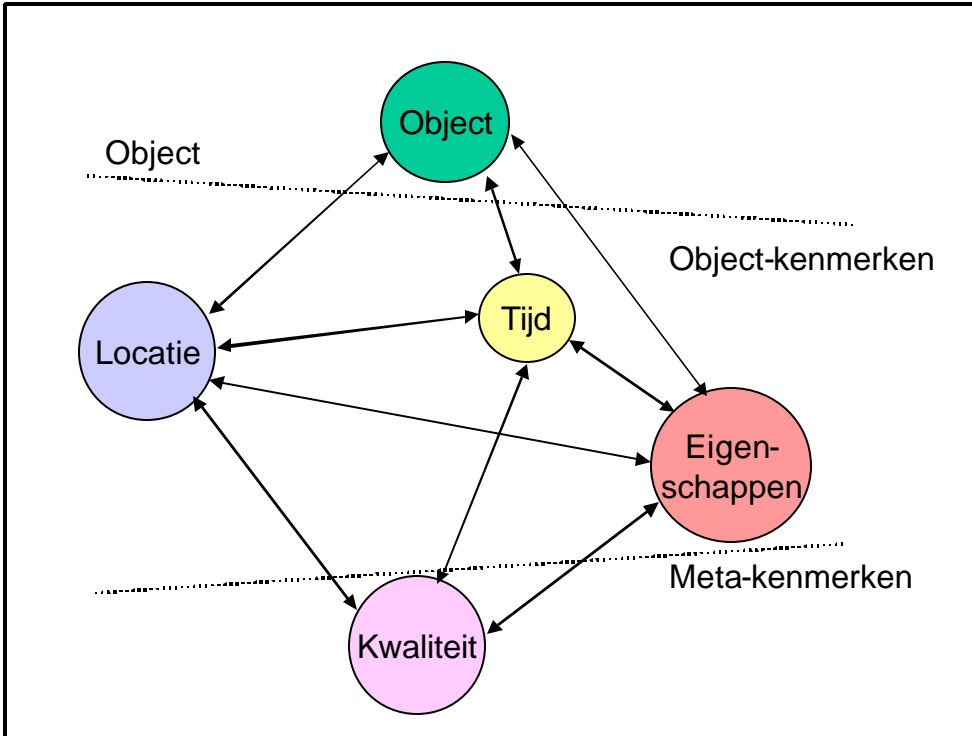 Object
Object
Object-kenmerken
Tijd
Locatie
Eigen-
schappen
Meta-kenmerken
Kwaliteit